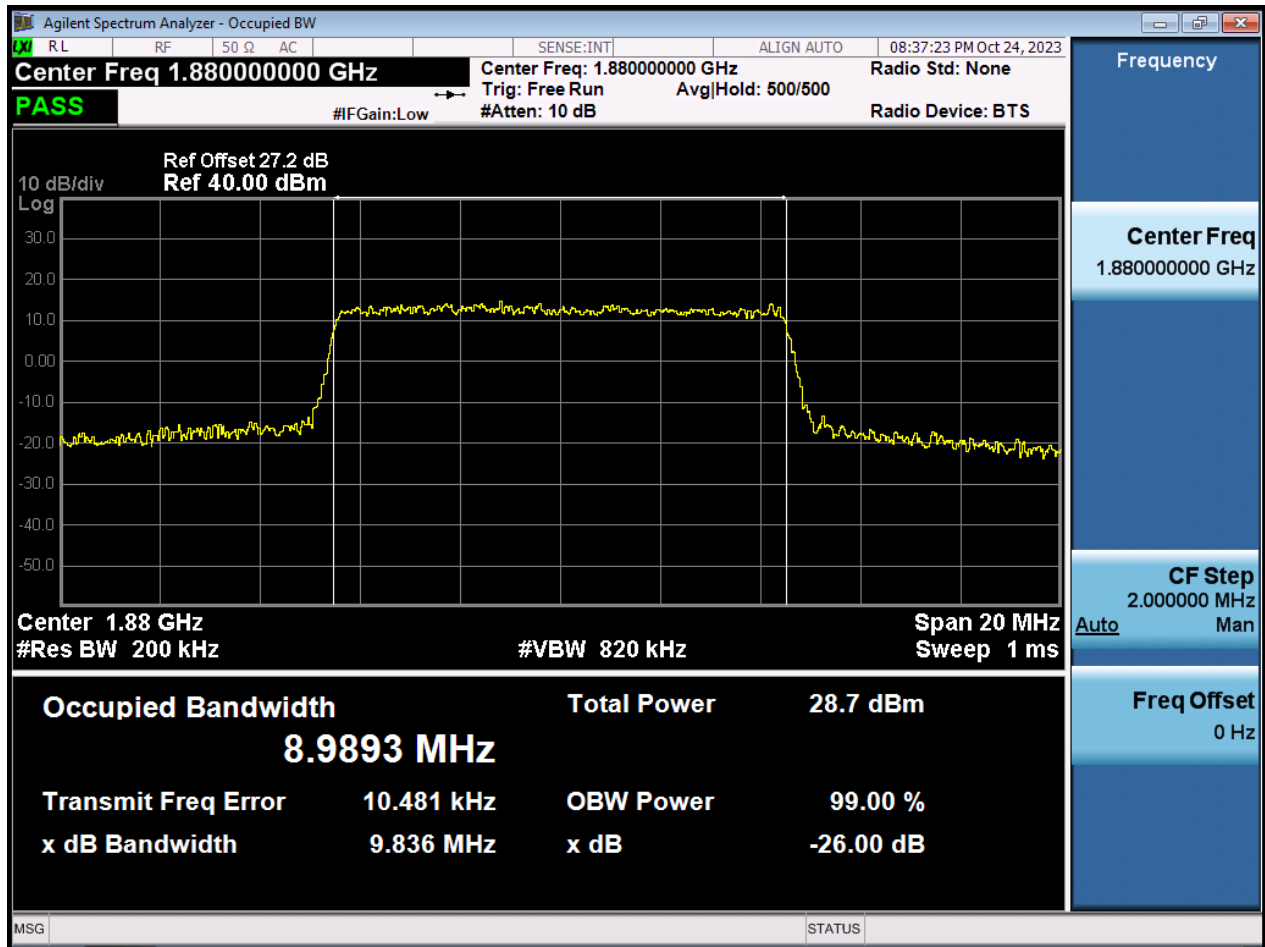 Agilent Spectrum Analyzer - Occupied BW
LXI RL RF 50 Ω AC SENSE:INT ALIGN AUTO 08:37:23 PM Oct 24, 2023
Center Freq 1.880000000 GHz
Center Freq: 1.880000000 GHz Radio Std: None
Trig: Free Run Avg|Hold: 500/500
PASS
#IFGain:Low #Atten: 10 dB Radio Device: BTS
Ref Offset 27.2 dB
10 dB/div Ref 40.00 dBm
Log
30.0
20.0
10.0
0.00
-10.0
-20.0
-30.0
-40.0
-50.0
Center 1.88 GHz Span 20 MHz
#Res BW 200 kHz #VBW 820 kHz Sweep 1 ms
Occupied Bandwidth Total Power 28.7 dBm
8.9893 MHz
Transmit Freq Error 10.481 kHz OBW Power 99.00 %
x dB Bandwidth 9.836 MHz x dB -26.00 dB
MSG STATUS
Frequency
Center Freq
1.880000000 GHz
CF Step
2.000000 MHz
Auto Man
Freq Offset
0 Hz